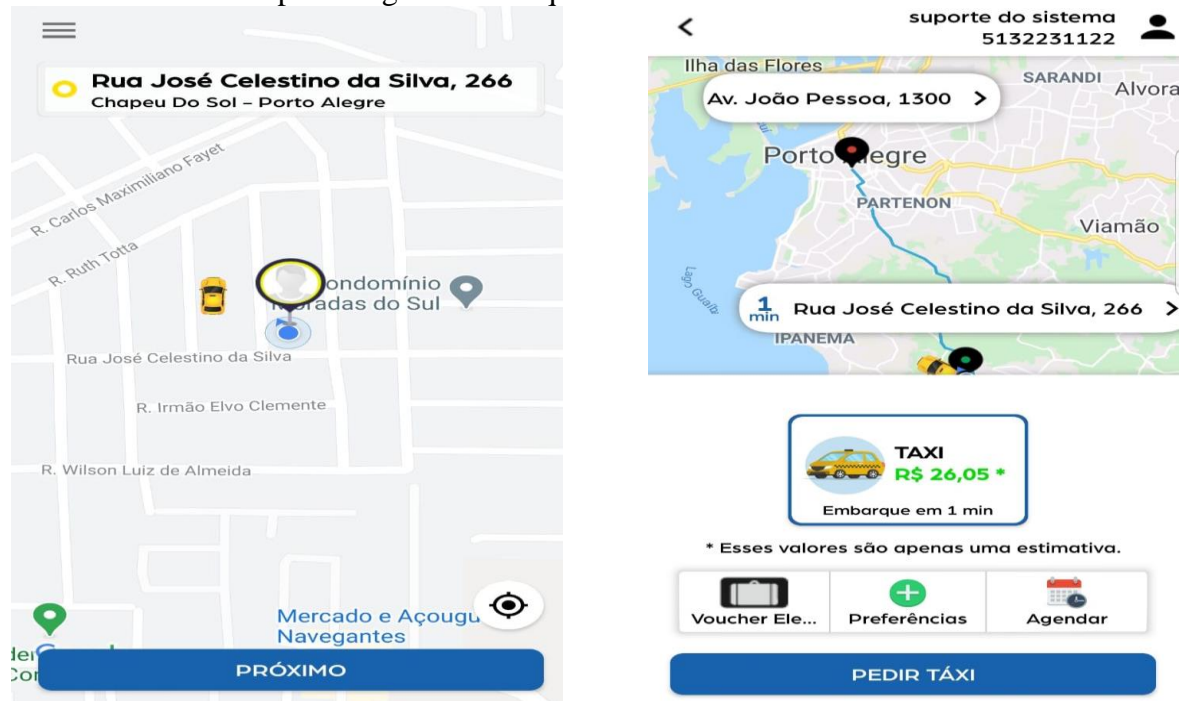 Rua José Celestino da Silva, 266
Chapeu Do Sol – Porto Alegre
R. Carlos Maximiliano Fayet
R. Ruth Totta
ondomínio
radas do Sul
Rua José Celestino da Silva
R. Irmão Elvo Clemente
R. Wilson Luiz de Almeida
Mercado e Açougu
Navegantes
PRÓXIMO
suporte do sistema
5132231122
Ilha das Flores
SARANDI
Alvora
Av. João Pessoa, 1300 >
Porto legre
PARTENON
Viamão
Lago Guaíba
1 min Rua José Celestino da Silva, 266 >
IPANEMA
TAXI
R$ 26,05 *
Embarque em 1 min
* Esses valores são apenas uma estimativa.
Voucher Ele...
Preferências
Agendar
PEDIR TÁXI